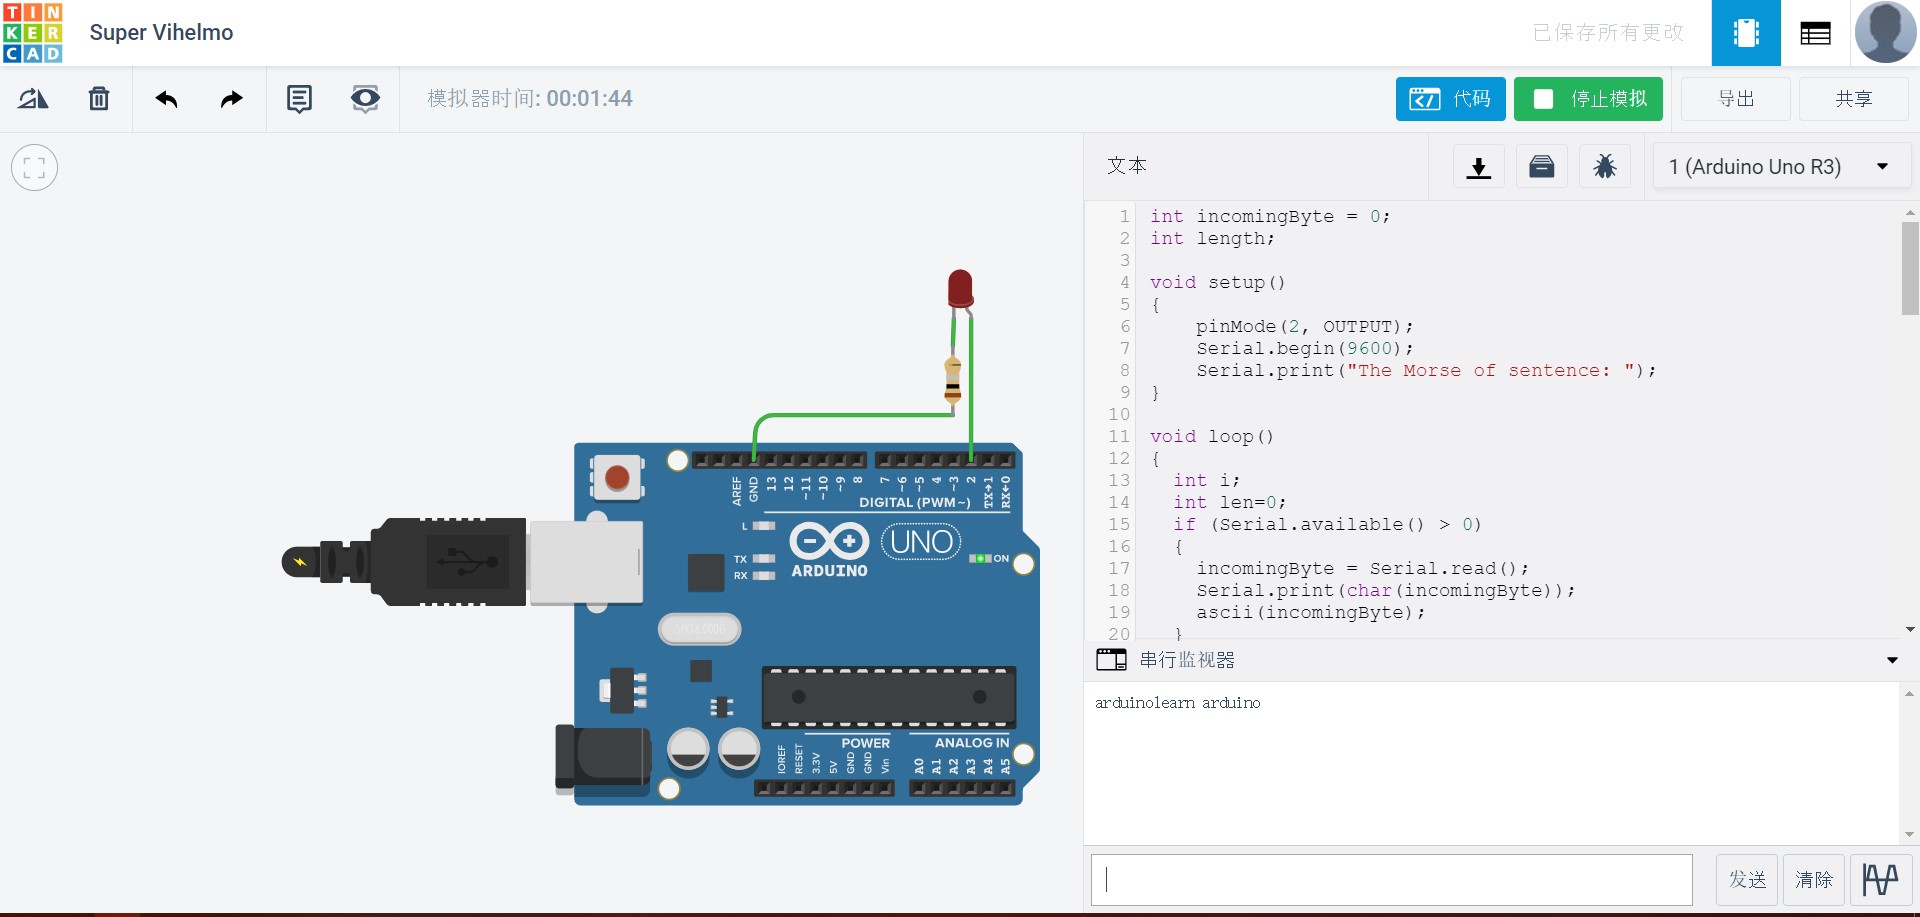 TIN
KER
CAD
Super Vihelmo
已保存所有更改
模拟器时间: 00:01:44
代码
停止模拟
导出
共享
文本
1 (Arduino Uno R3)
1 int incomingByte = 0;
2 int length;
3
4 void setup()
5 {
6 pinMode(2, OUTPUT);
7 Serial.begin(9600);
8 Serial.print("The Morse of sentence: ");
9 }
10
11 void loop()
12 {
13 int i;
14 int len=0;
15 if (Serial.available() > 0)
16 {
17 incomingByte = Serial.read();
18 Serial.print(char(incomingByte));
19 ascii(incomingByte);
20 }
串行监视器
arduinolearn arduino
发送
清除
AREF
GND
13
12
~11
~10
~9
8
7
~6
~5
4
~3
2
TX→1
RX←0
DIGITAL (PWM~)
L
TX
RX
ARDUINO
UNO
ON
POWER
ANALOG IN
IOREF
RESET
3.3V
5V
GND
GND
Vin
A0
A1
A2
A3
A4
A5